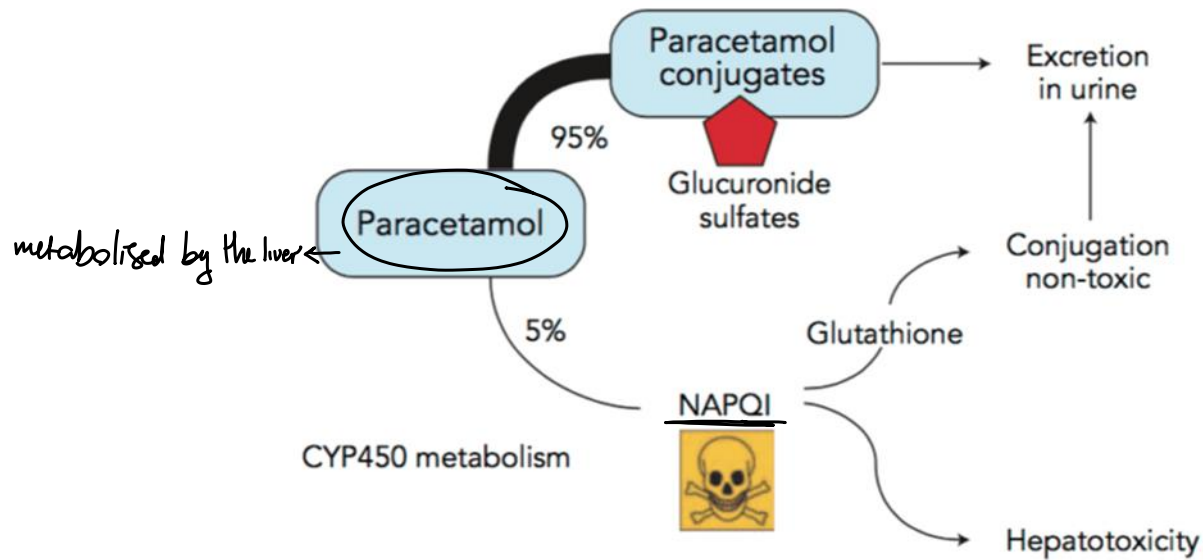 Paracetamol
conjugates
Excretion
in urine
95%
Glucuronide
sulfates
Paracetamol
metabolized by the liver
Conjugation
non-toxic
5%
Glutathione
NAPQI
CYP450 metabolism
Hepatotoxicity